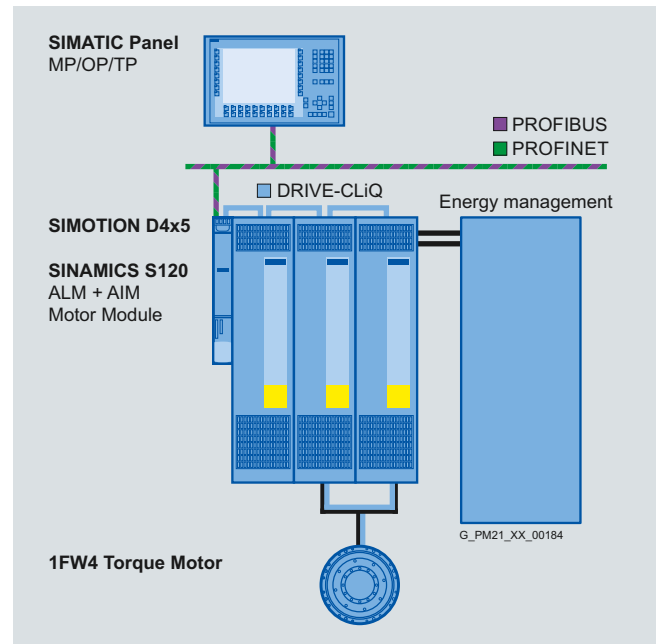 SIMATIC Panel
MP/OP/TP
PROFIBUS
PROFINET
DRIVE-CLiQ
Energy management
SIMOTION D4x5
SINAMICS S120
ALM + AIM
Motor Module
G_PM21_XX_00184
1FW4 Torque Motor